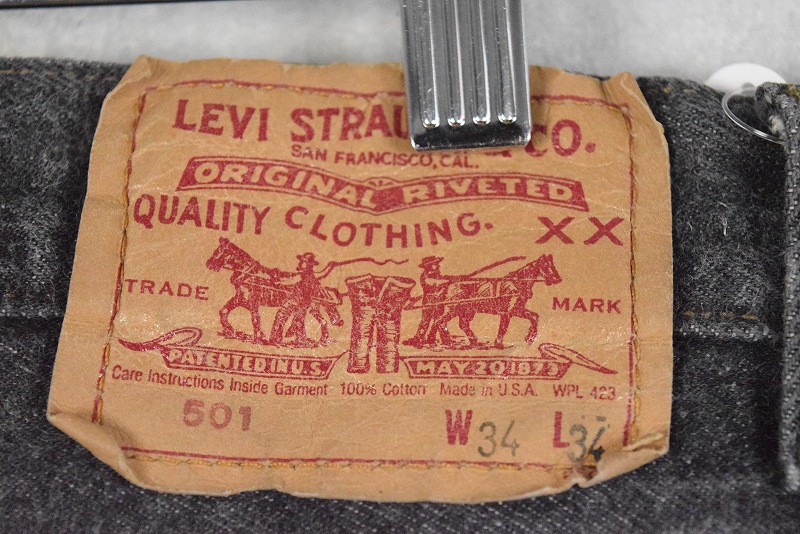 LEVI STRAU & CO.
SAN FRANCISCO, CAL.
ORIGINAL RIVETED
QUALITY CLOTHING. XX
TRADE MARK
PATENTED IN U.S. MAY 20 1873
Care Instructions Inside Garment 100% Cotton Made in U.S.A. WPL 423
501 W 34 L 34